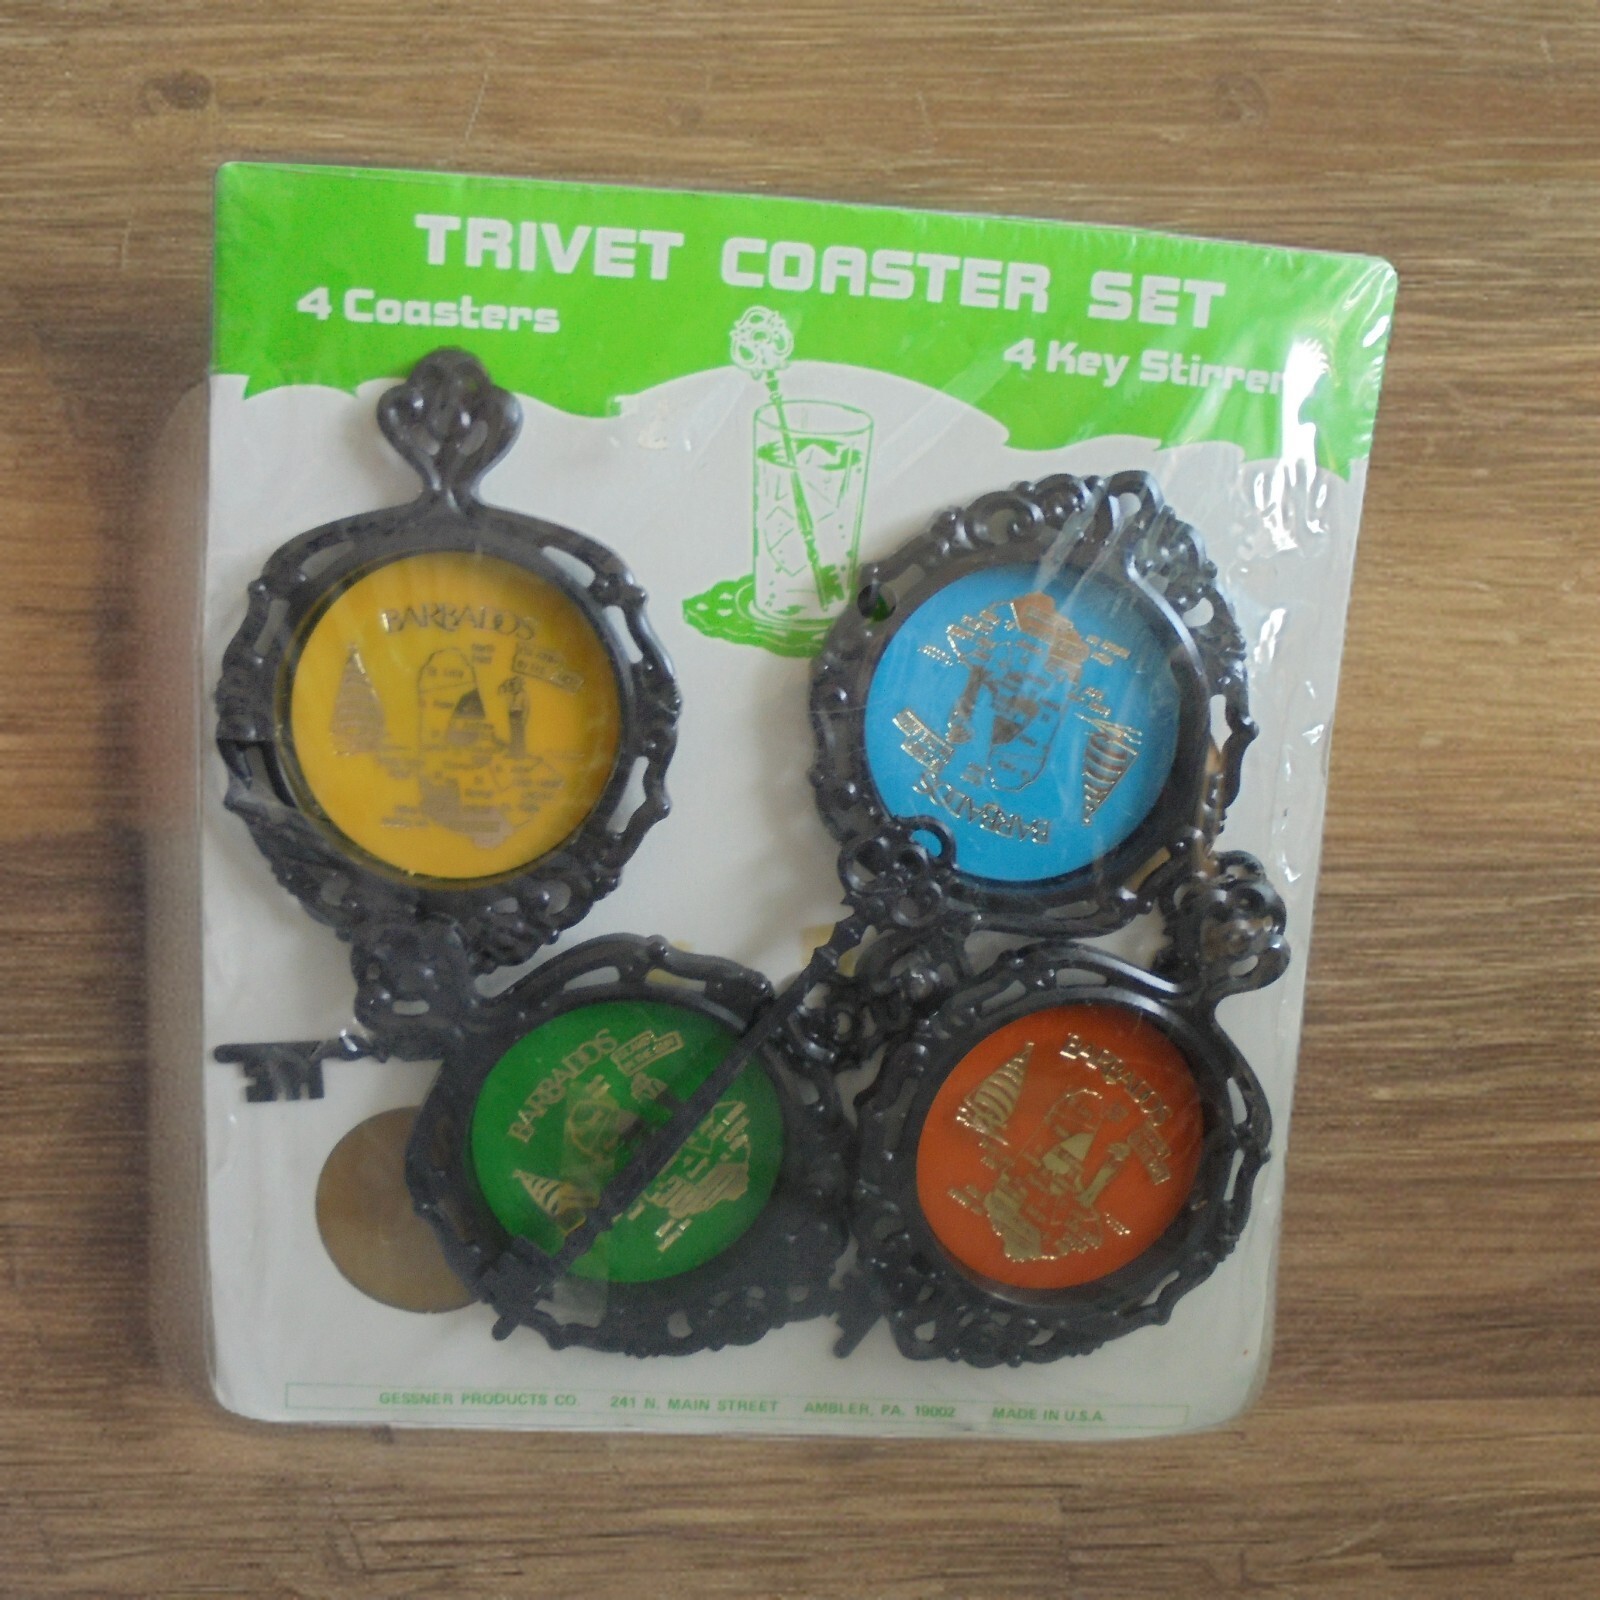 TRIVET COASTER SET
4 Coasters
4 Key Stirrer
BARBADOS
BARBADOS
BARBADOS
BARBADOS
GESSNER PRODUCTS CO. 241 N. MAIN STREET AMBLER, PA. 19002 MADE IN U.S.A.